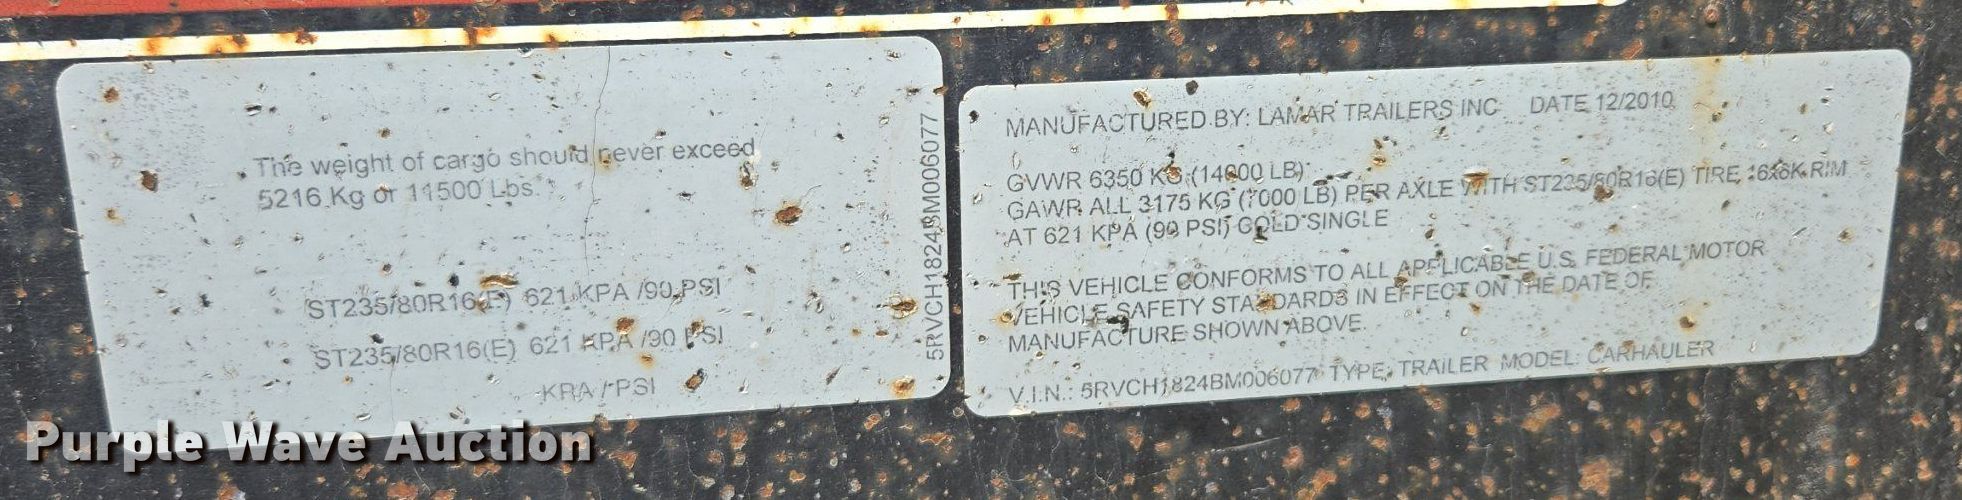 The weight of cargo should never exceed
5216 Kg or 11500 Lbs.
ST235/80R16(E) 621 KPA /90 PSI
ST235/80R16(E) 621 KPA /90 PSI
KPA / PSI
5RVCH1824BM006077
MANUFACTURED BY: LAMAR TRAILERS INC DATE 12/2010
GVWR 6350 KG (14000 LB)
GAWR ALL 3175 KG (7000 LB) PER AXLE WITH ST235/80R16(E) TIRE, 16X6K RIM
AT 621 KPA (90 PSI) COLD SINGLE
THIS VEHICLE CONFORMS TO ALL APPLICABLE U.S. FEDERAL MOTOR
VEHICLE SAFETY STANDARDS IN EFFECT ON THE DATE OF
MANUFACTURE SHOWN ABOVE.
V.I.N.: 5RVCH1824BM006077 TYPE, TRAILER MODEL: CARHAULER
Purple Wave Auction